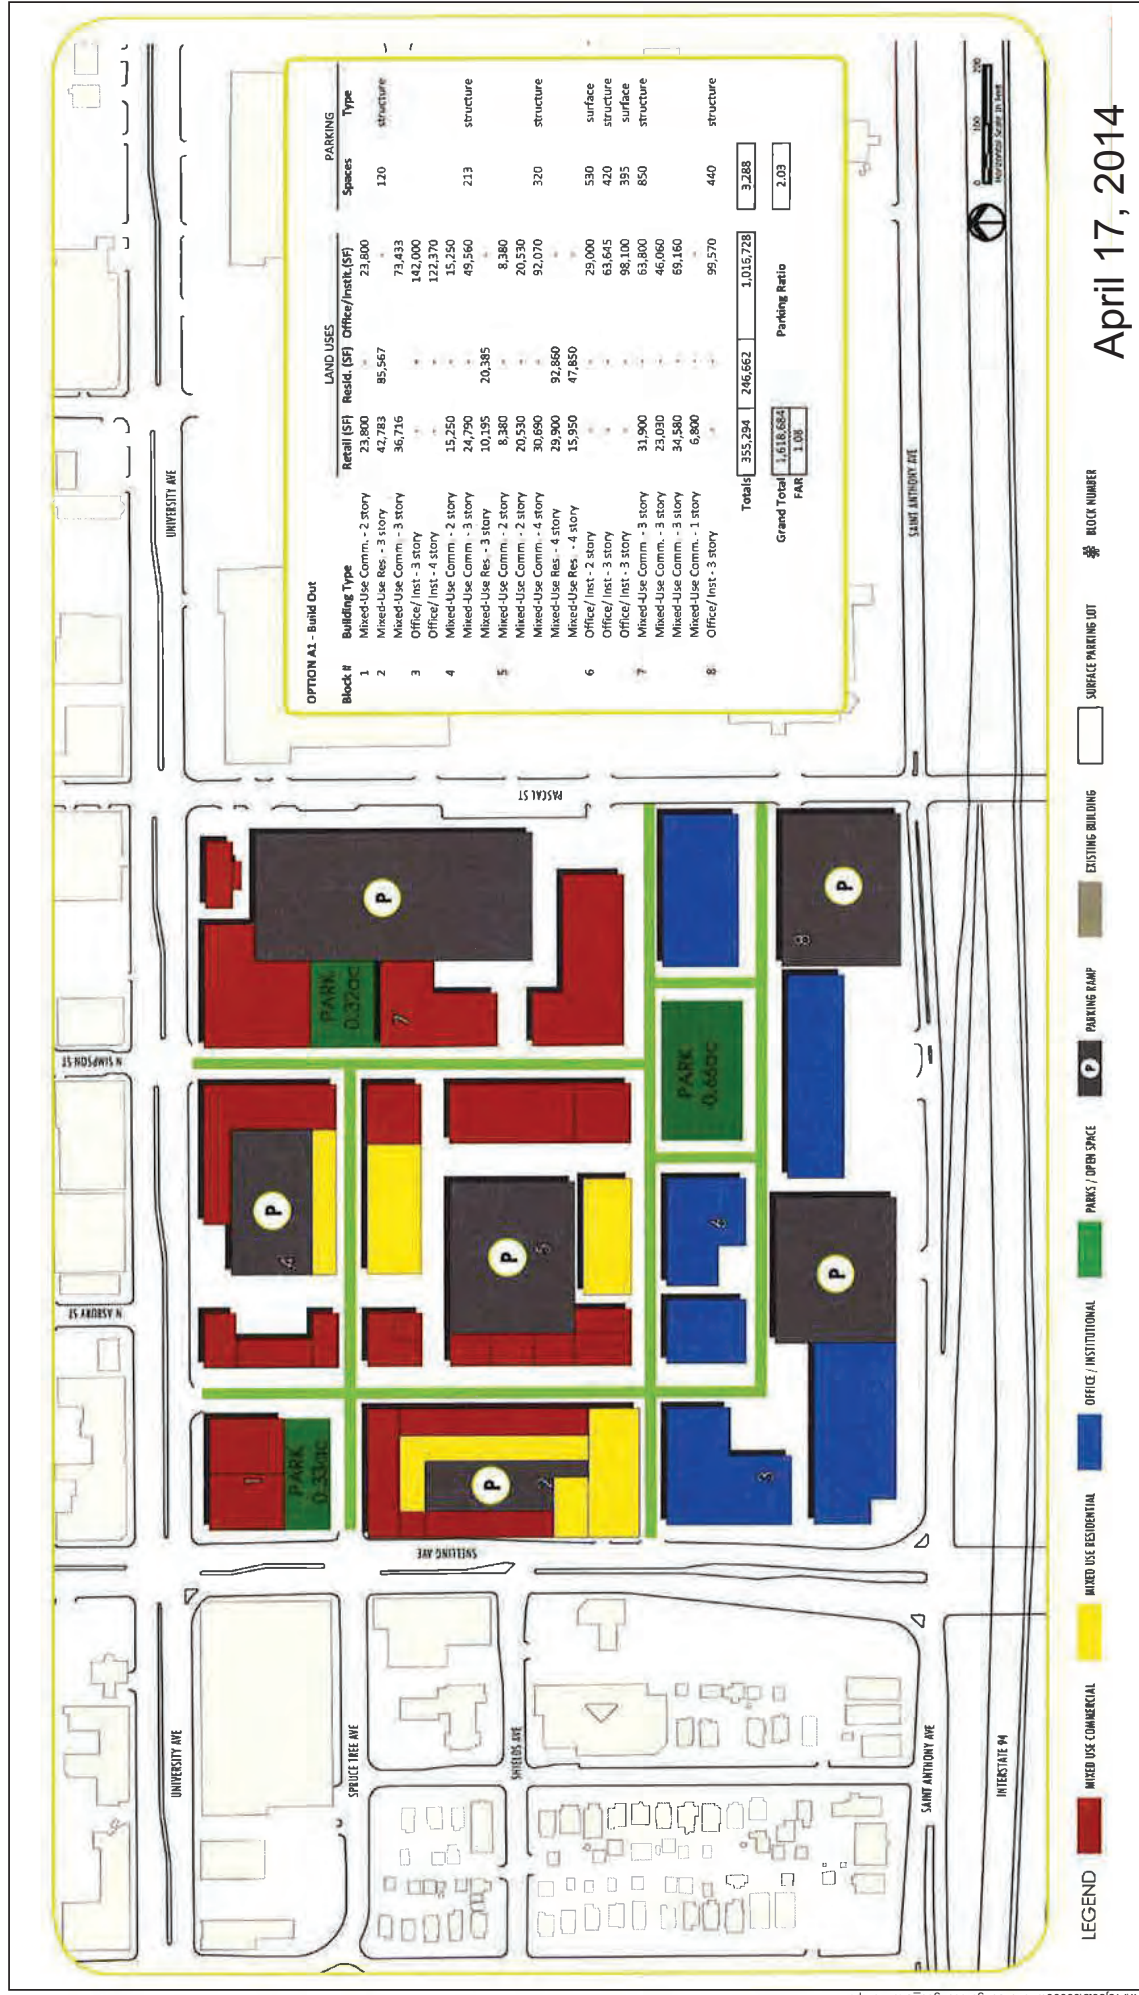 UNIVERSITY AVE
UNIVERSITY AVE
N ASBURY ST
N SIMPSON ST
SPRUCE TREE AVE
SHIELDS AVE
SNELLING AVE
PASCAL ST
SAINT ANTHONY AVE
SAINT ANTHONY AVE
INTERSTATE 94
1
PARK
0.33ac
2
P
3
4
P
5
P
6
P
7
PARK
0.32ac
P
PARK
0.66ac
8
P
OPTION A1 - Build Out
LAND USES PARKING
Block # Building Type Retail (SF) Resid. (SF) Office/Instit.(SF) Spaces Type
1 Mixed-Use Comm. - 2 story 23,800 - 23,800
2 Mixed-Use Res. - 3 story 42,783 85,567 - 120 structure
Mixed-Use Comm. - 3 story 36,716 73,433
3 Office/ Inst - 3 story - - 142,000
Office/ Inst - 4 story - - 122,370
4 Mixed-Use Comm - 2 story 15,250 - 15,250
Mixed-Use Comm - 3 story 24,790 - 49,560 213 structure
Mixed-Use Res. - 3 story 10,195 20,385 -
5 Mixed-Use Comm. - 2 story 8,380 - 8,380
Mixed-Use Comm - 2 story 20,530 - 20,530
Mixed-Use Comm. - 4 story 30,690 - 92,070 320 structure
Mixed-Use Res - 4 story 29,900 92,860 -
Mixed-Use Res. - 4 story 15,950 47,850 -
6 Office/ Inst - 2 story - - 29,000 530 surface
Office/ Inst - 3 story - - 63,645 420 structure
Office/ Inst - 3 story - - 98,100 395 surface
7 Mixed-Use Comm. - 3 story 31,900 - 63,800 850 structure
Mixed-Use Comm. - 3 story 23,030 - 46,060
Mixed-Use Comm. - 3 story 34,580 - 69,160
Mixed-Use Comm. - 1 story 6,800 - -
8 Office/ Inst - 3 story - - 99,570 440 structure
Totals 355,294 246,662 1,016,728 3,288
Grand Total 1,618,684 Parking Ratio 2.03
FAR 1.08
0 100 200
Horizontal Scale in Feet
LEGEND
MIXED USE COMMERCIAL
MIXED USE RESIDENTIAL
OFFICE / INSTITUTIONAL
PARKS / OPEN SPACE
P PARKING RAMP
EXISTING BUILDING
SURFACE PARKING LOT
# BLOCK NUMBER
April 17, 2014